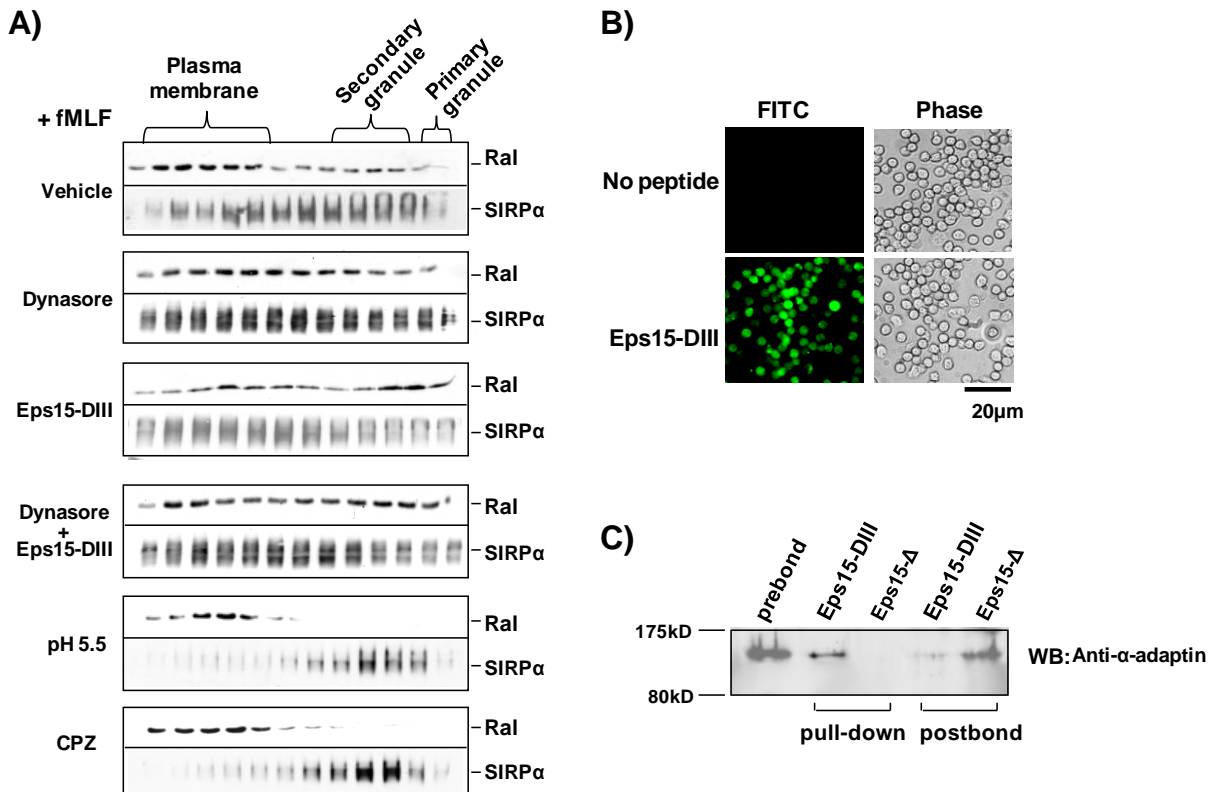 A)
Plasma
membrane
Secondary
granule
Primary
granule
+ fMLF
Vehicle
Ral
SIRPα
Dynasore
Ral
SIRPα
Eps15-DIII
Ral
SIRPα
Dynasore
+
Eps15-DIII
Ral
SIRPα
pH 5.5
Ral
SIRPα
CPZ
Ral
SIRPα
B)
FITC
Phase
No peptide
Eps15-DIII
20µm
C)
prebond
Eps15-DIII
Eps15-Δ
Eps15-DIII
Eps15-Δ
175kD
80kD
WB: Anti-α-adaptin
pull-down
postbond